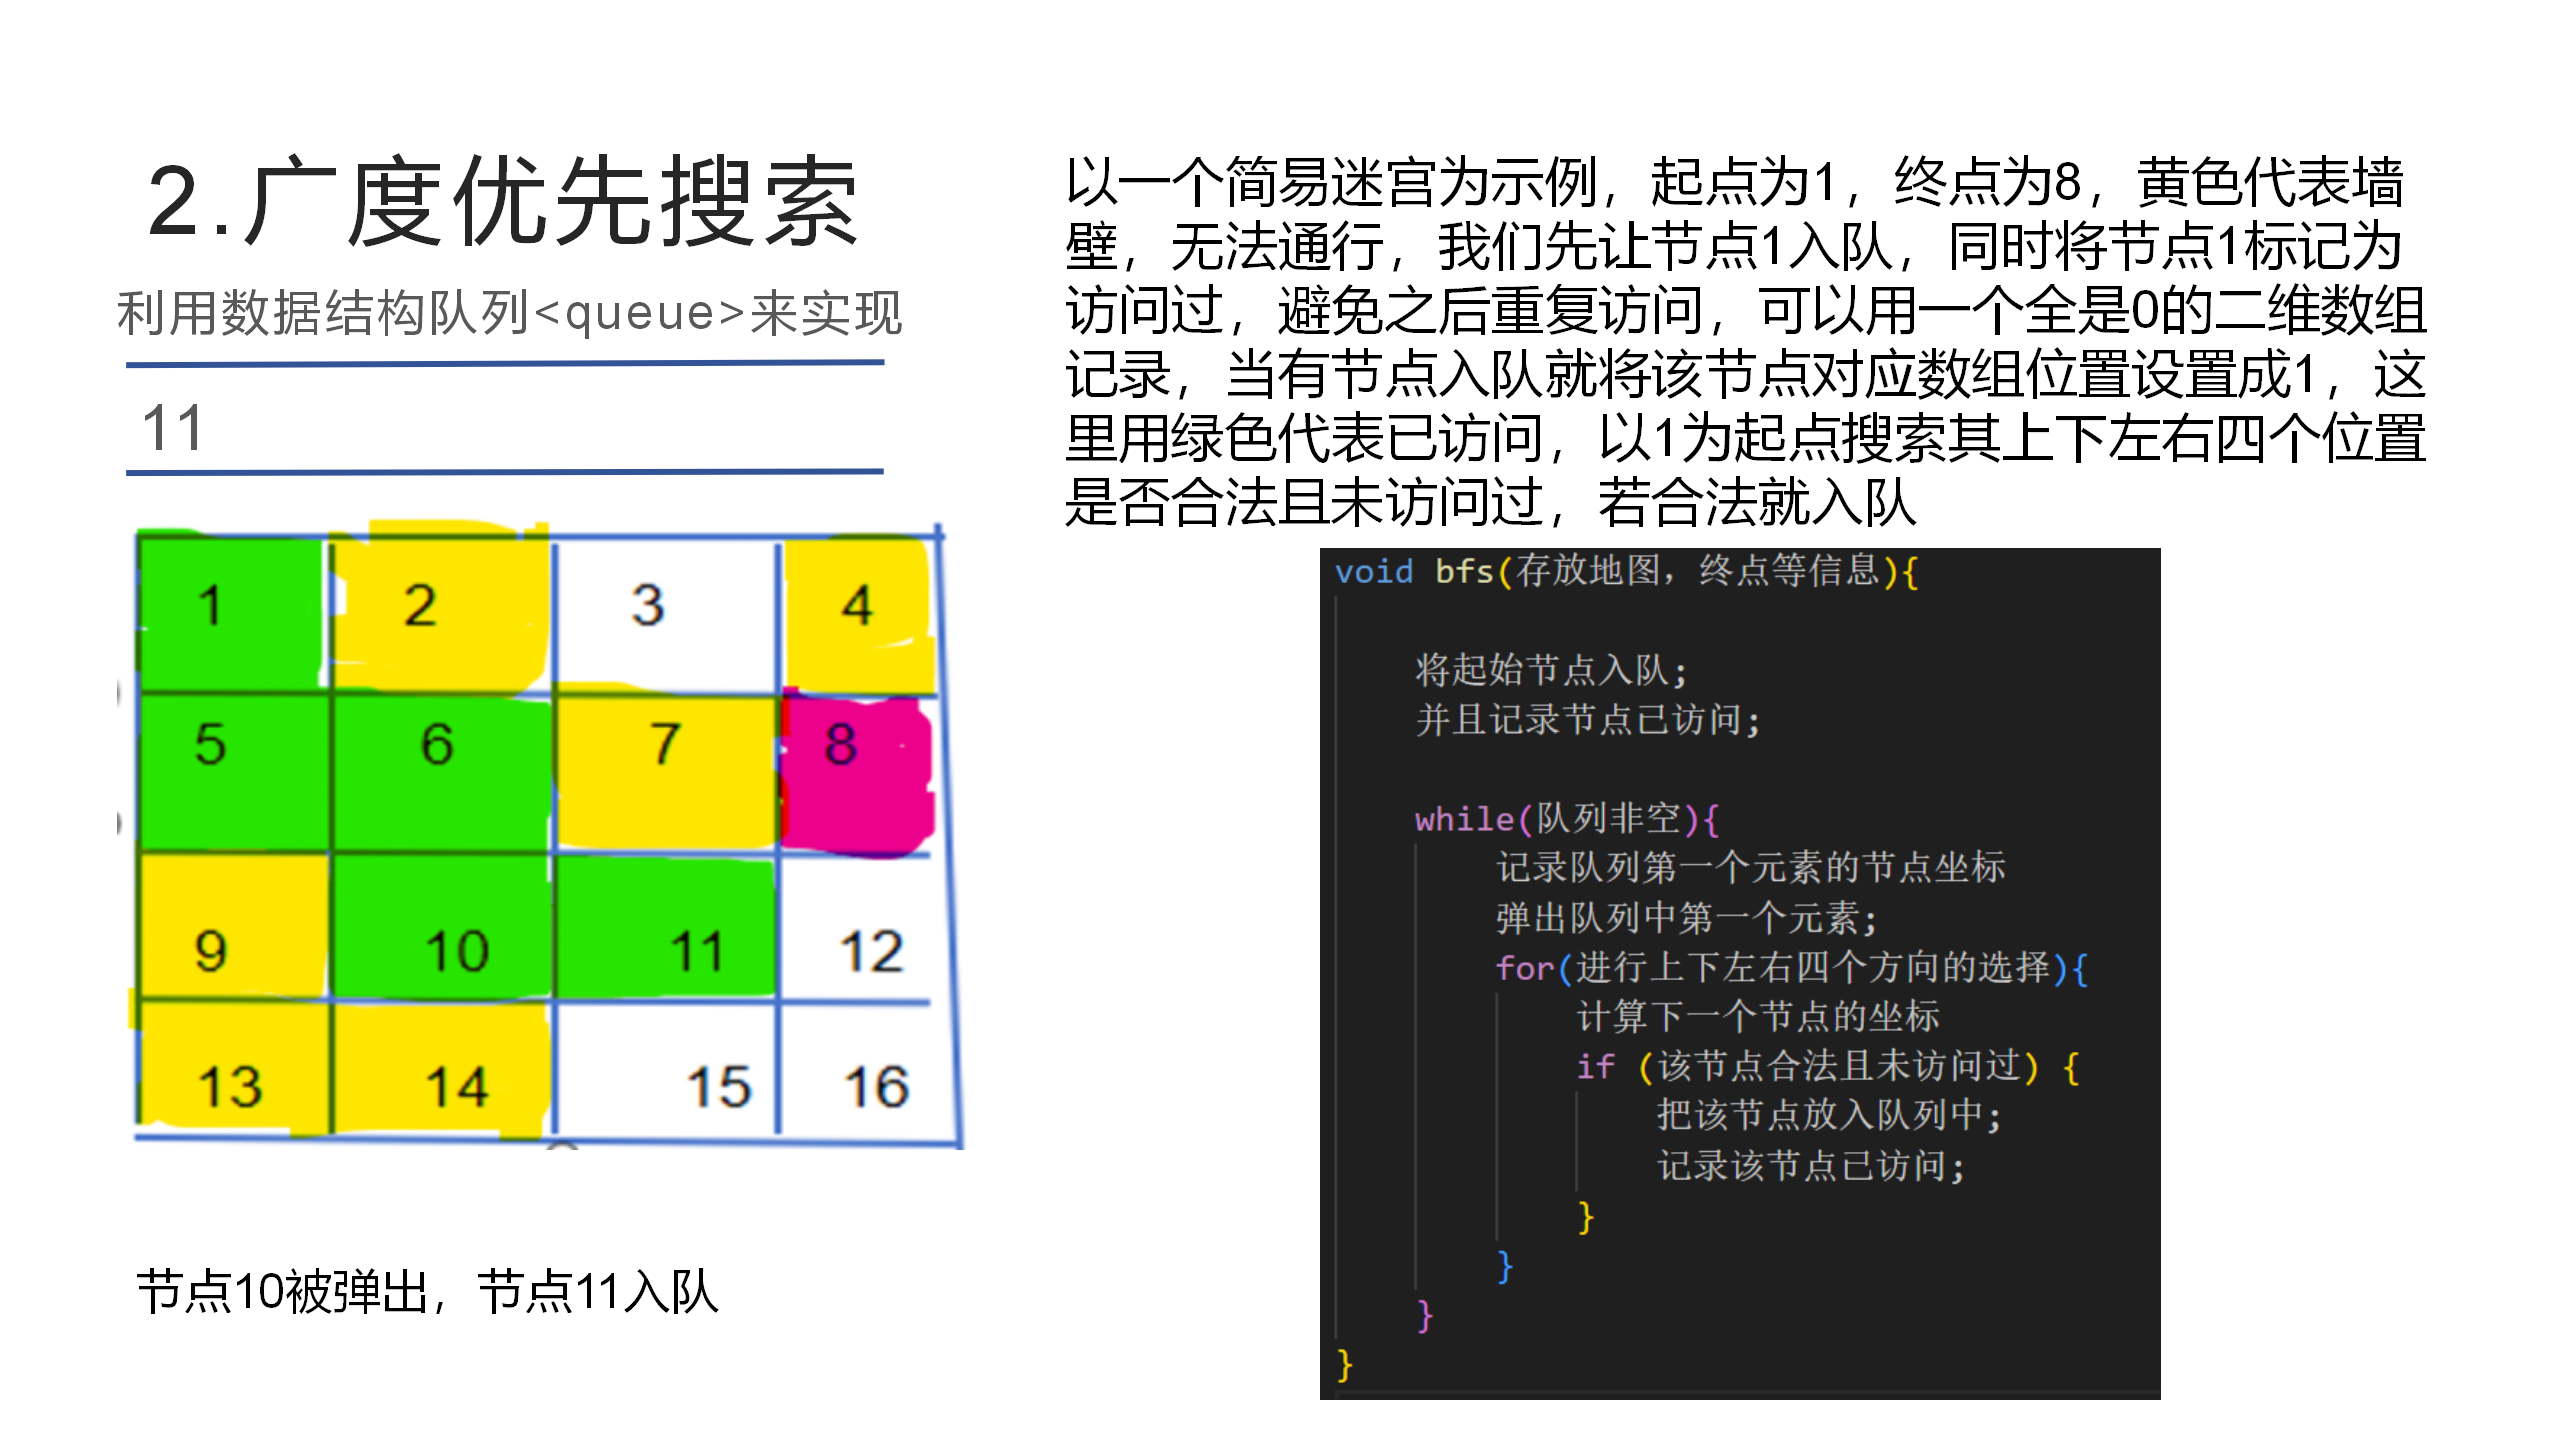 2.广度优先搜索
利用数据结构队列<queue>来实现
11
1 2 3 4
5 6 7 8
9 10 11 12
13 14 15 16
节点10被弹出，节点11入队
以一个简易迷宫为示例，起点为1，终点为8，黄色代表墙
壁，无法通行，我们先让节点1入队，同时将节点1标记为
访问过，避免之后重复访问，可以用一个全是0的二维数组
记录，当有节点入队就将该节点对应数组位置设置成1，这
里用绿色代表已访问，以1为起点搜索其上下左右四个位置
是否合法且未访问过，若合法就入队
void bfs(存放地图，终点等信息){
将起始节点入队;
并且记录节点已访问;
while(队列非空){
记录队列第一个元素的节点坐标
弹出队列中第一个元素;
for(进行上下左右四个方向的选择){
计算下一个节点的坐标
if (该节点合法且未访问过) {
把该节点放入队列中;
记录该节点已访问;
}
}
}
}